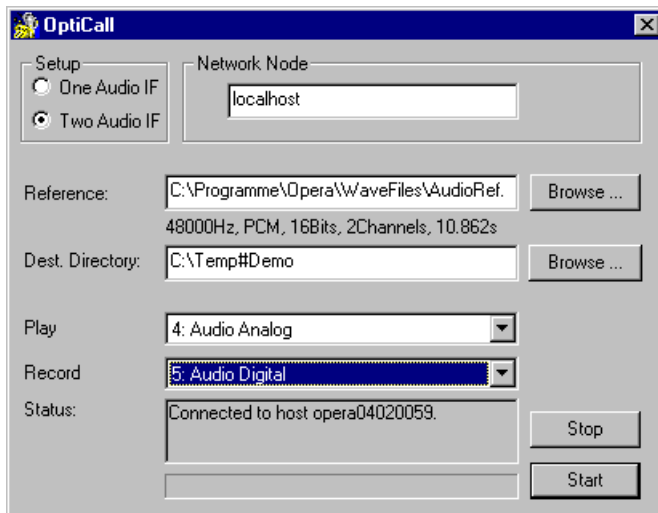 OptiCall
Setup
One Audio IF
Two Audio IF
Network Node
localhost
Reference:
C:\Programme\Opera\WaveFiles\AudioRef.
Browse ...
48000Hz, PCM, 16Bits, 2Channels, 10.862s
Dest. Directory:
C:\Temp#Demo
Browse ...
Play
4: Audio Analog
Record
5: Audio Digital
Status:
Connected to host opera04020059.
Stop
Start